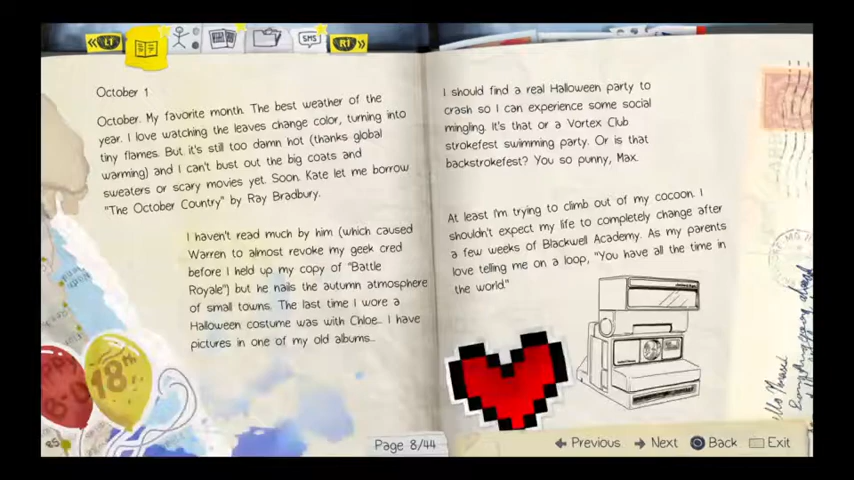 L1
SMS
R1
October 1
October. My favorite month. The best weather of the
year. I love watching the leaves change color, turning into
tiny flames. But it's still too damn hot (thanks global
warming) and I can't bust out the big coats and
sweaters or scary movies yet. Soon. Kate let me borrow
"The October Country" by Ray Bradbury.
I haven't read much by him (which caused
Warren to almost revoke my geek cred
before I held up my copy of "Battle
Royale") but he nails the autumn atmosphere
of small towns. The last time I wore a
Halloween costume was with Chloe... I have
pictures in one of my old albums...
18th
Page 8/44
I should find a real Halloween party to
crash so I can experience some social
mingling. It's that or a Vortex Club
strokefest swimming party. Or is that
backstrokefest? You so punny, Max.
At least I'm trying to climb out of my cocoon. I
shouldn't expect my life to completely change after
a few weeks of Blackwell Academy. As my parents
love telling me on a loop, "You have all the time in
the world."
Previous
Next
Back
Exit